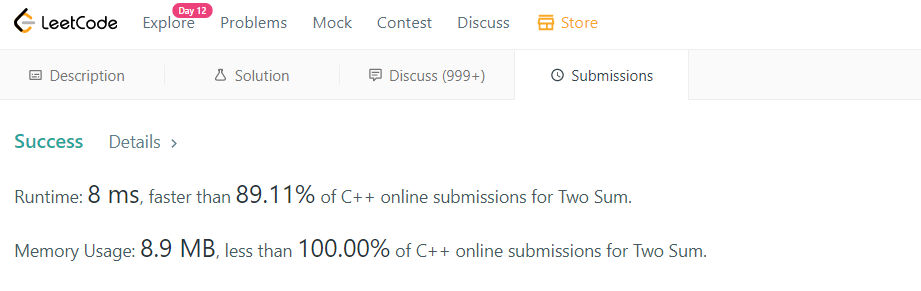 Day 12
LeetCode Explore Problems Mock Contest Discuss Store
Description Solution Discuss (999+) Submissions
Success Details >
Runtime: 8 ms, faster than 89.11% of C++ online submissions for Two Sum.
Memory Usage: 8.9 MB, less than 100.00% of C++ online submissions for Two Sum.